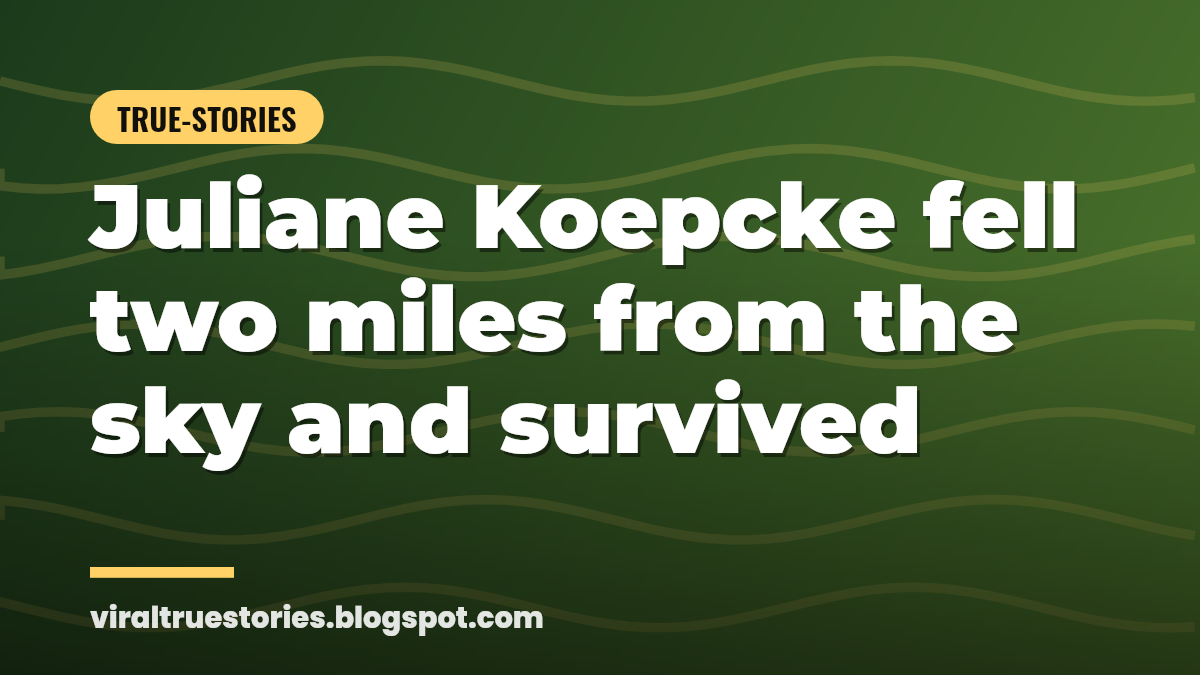 TRUE-STORIES
Juliane Koepcke fell
two miles from the
sky and survived
viraltruestories.blogspot.com